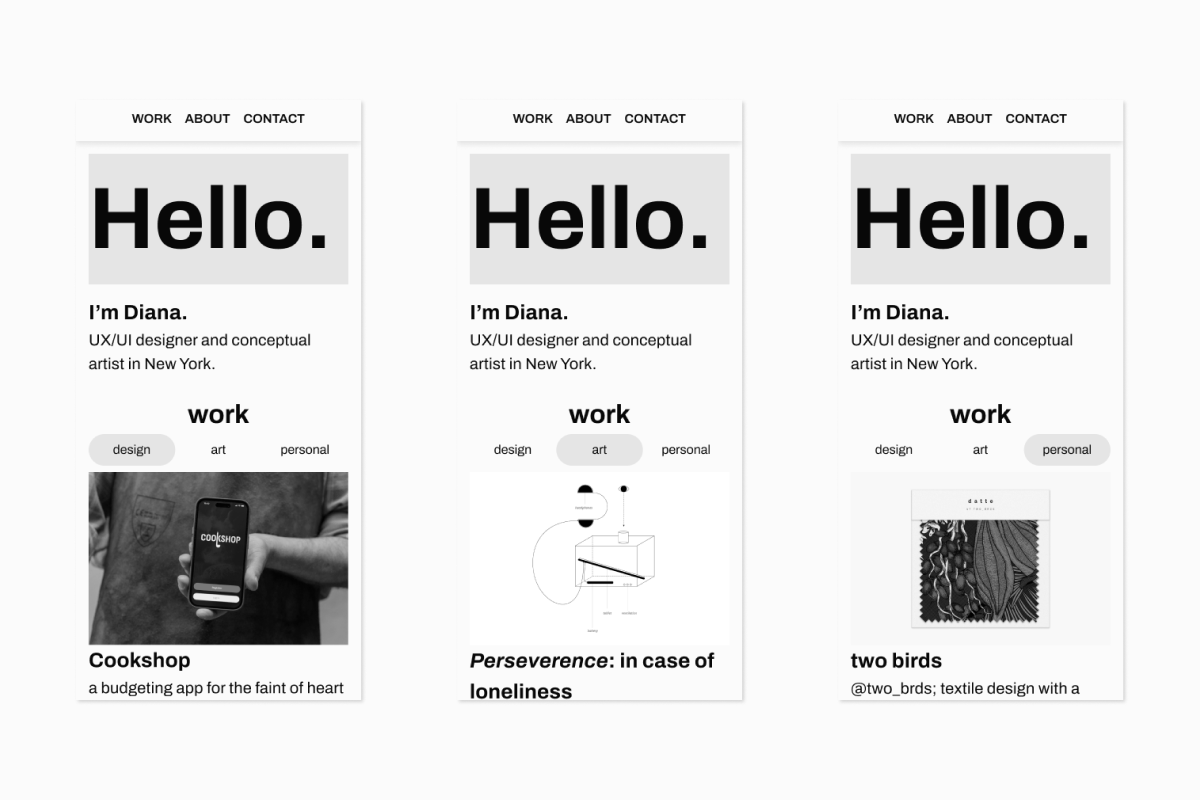 WORK ABOUT CONTACT
Hello.
I’m Diana.
UX/UI designer and conceptual
artist in New York.
work
design art personal
COOKSHOP
Cookshop
a budgeting app for the faint of heart
WORK ABOUT CONTACT
Hello.
I’m Diana.
UX/UI designer and conceptual
artist in New York.
work
design art personal
Perseverence: in case of
loneliness
WORK ABOUT CONTACT
Hello.
I’m Diana.
UX/UI designer and conceptual
artist in New York.
work
design art personal
dotto
two birds
@two_brds; textile design with a